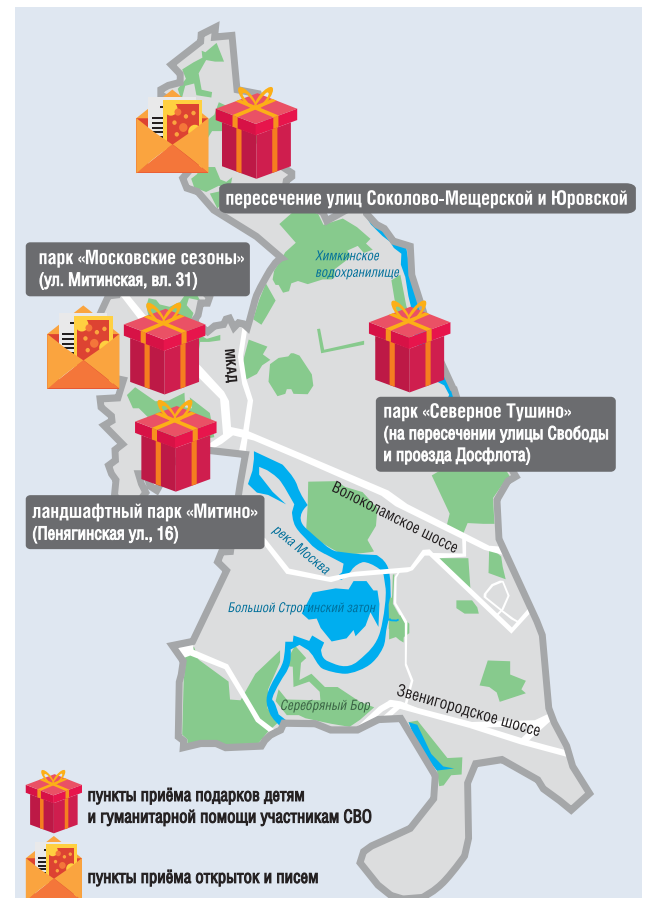 пересечение улиц Соколово-Мещерской и Юровской
парк «Московские сезоны»
(ул. Митинская, вл. 31)
Химкинское
водохранилище
МКАД
парк «Северное Тушино»
(на пересечении улицы Свободы
и проезда Досфлота)
ландшафтный парк «Митино»
(Пенягинская ул., 16)
Волоколамское шоссе
река Москва
Большой Строгинский затон
Серебряный Бор
Звенигородское шоссе
пункты приёма подарков детям
и гуманитарной помощи участникам СВО
пункты приёма открыток и писем